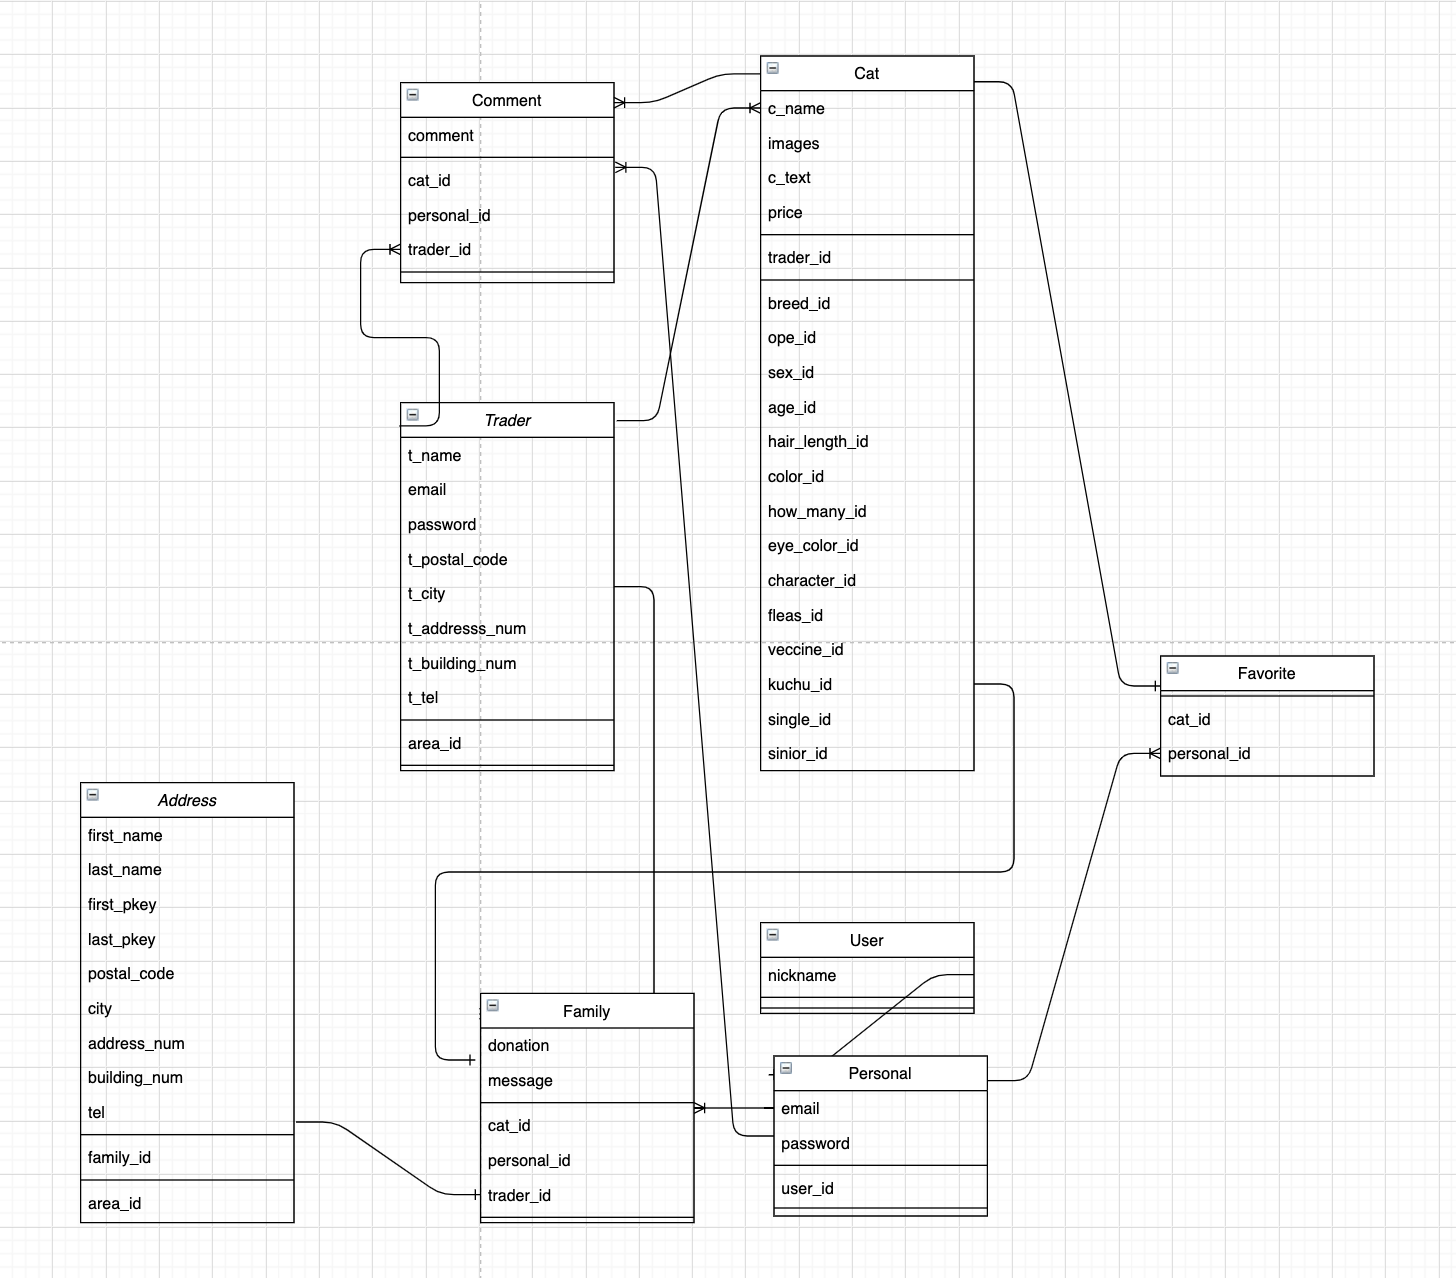 Comment
comment
cat_id
personal_id
trader_id
Cat
c_name
images
c_text
price
trader_id
breed_id
ope_id
sex_id
age_id
hair_length_id
color_id
how_many_id
eye_color_id
character_id
fleas_id
veccine_id
kuchu_id
single_id
sinior_id
Trader
t_name
email
password
t_postal_code
t_city
t_addresss_num
t_building_num
t_tel
area_id
Favorite
cat_id
personal_id
Address
first_name
last_name
first_pkey
last_pkey
postal_code
city
address_num
building_num
tel
family_id
area_id
Family
donation
message
cat_id
personal_id
trader_id
User
nickname
Personal
email
password
user_id